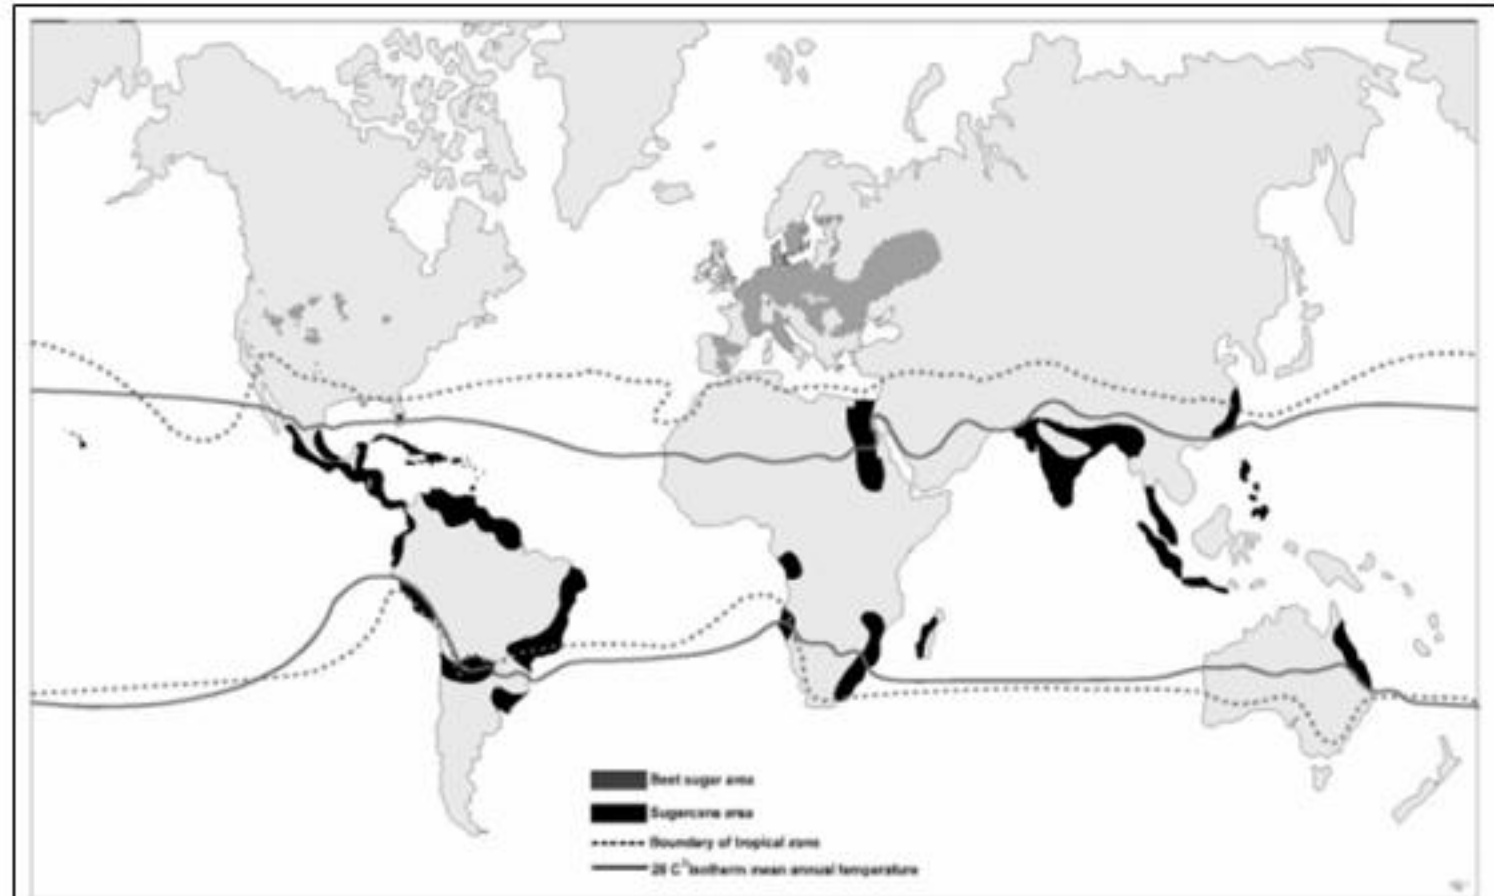 Beet sugar area
Sugarcane area
Boundary of tropical zone
20 C° Isotherm mean annual temperature